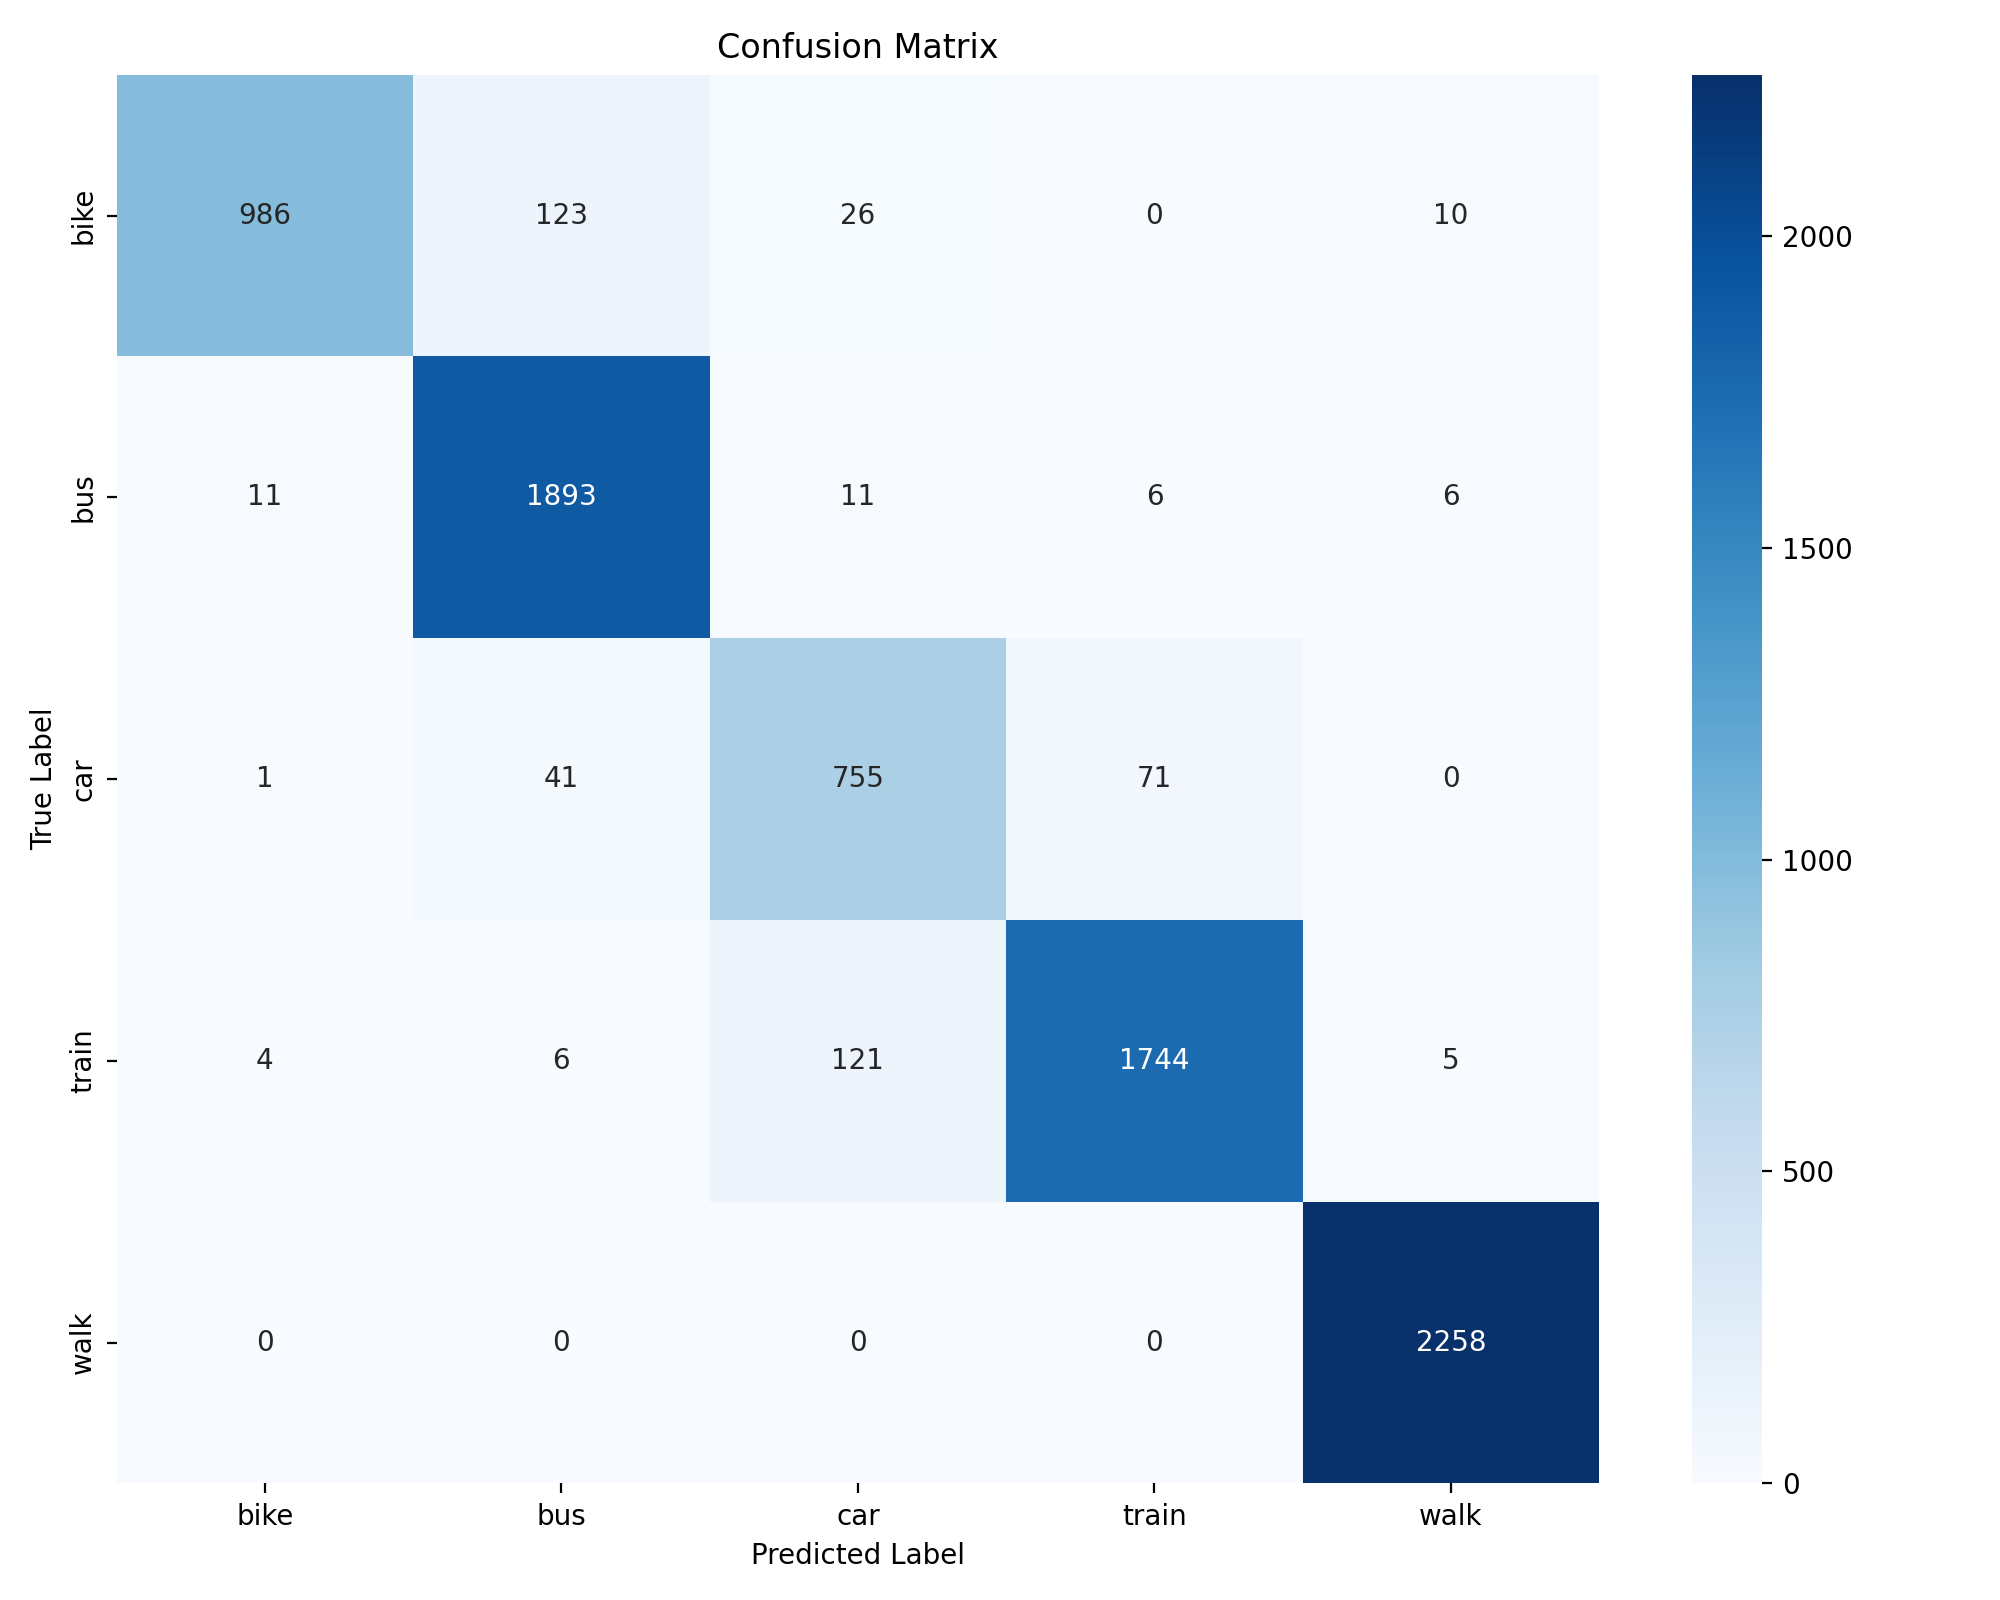 Confusion Matrix
bike 986 123 26 0 10
bus 11 1893 11 6 6
car 1 41 755 71 0
train 4 6 121 1744 5
walk 0 0 0 0 2258
bike bus car train walk
Predicted Label
True Label
2000
1500
1000
500
0